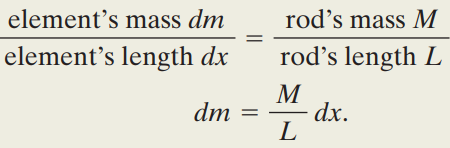 element's mass dm / element's length dx = rod's mass M / rod's length L
dm = M / L dx.